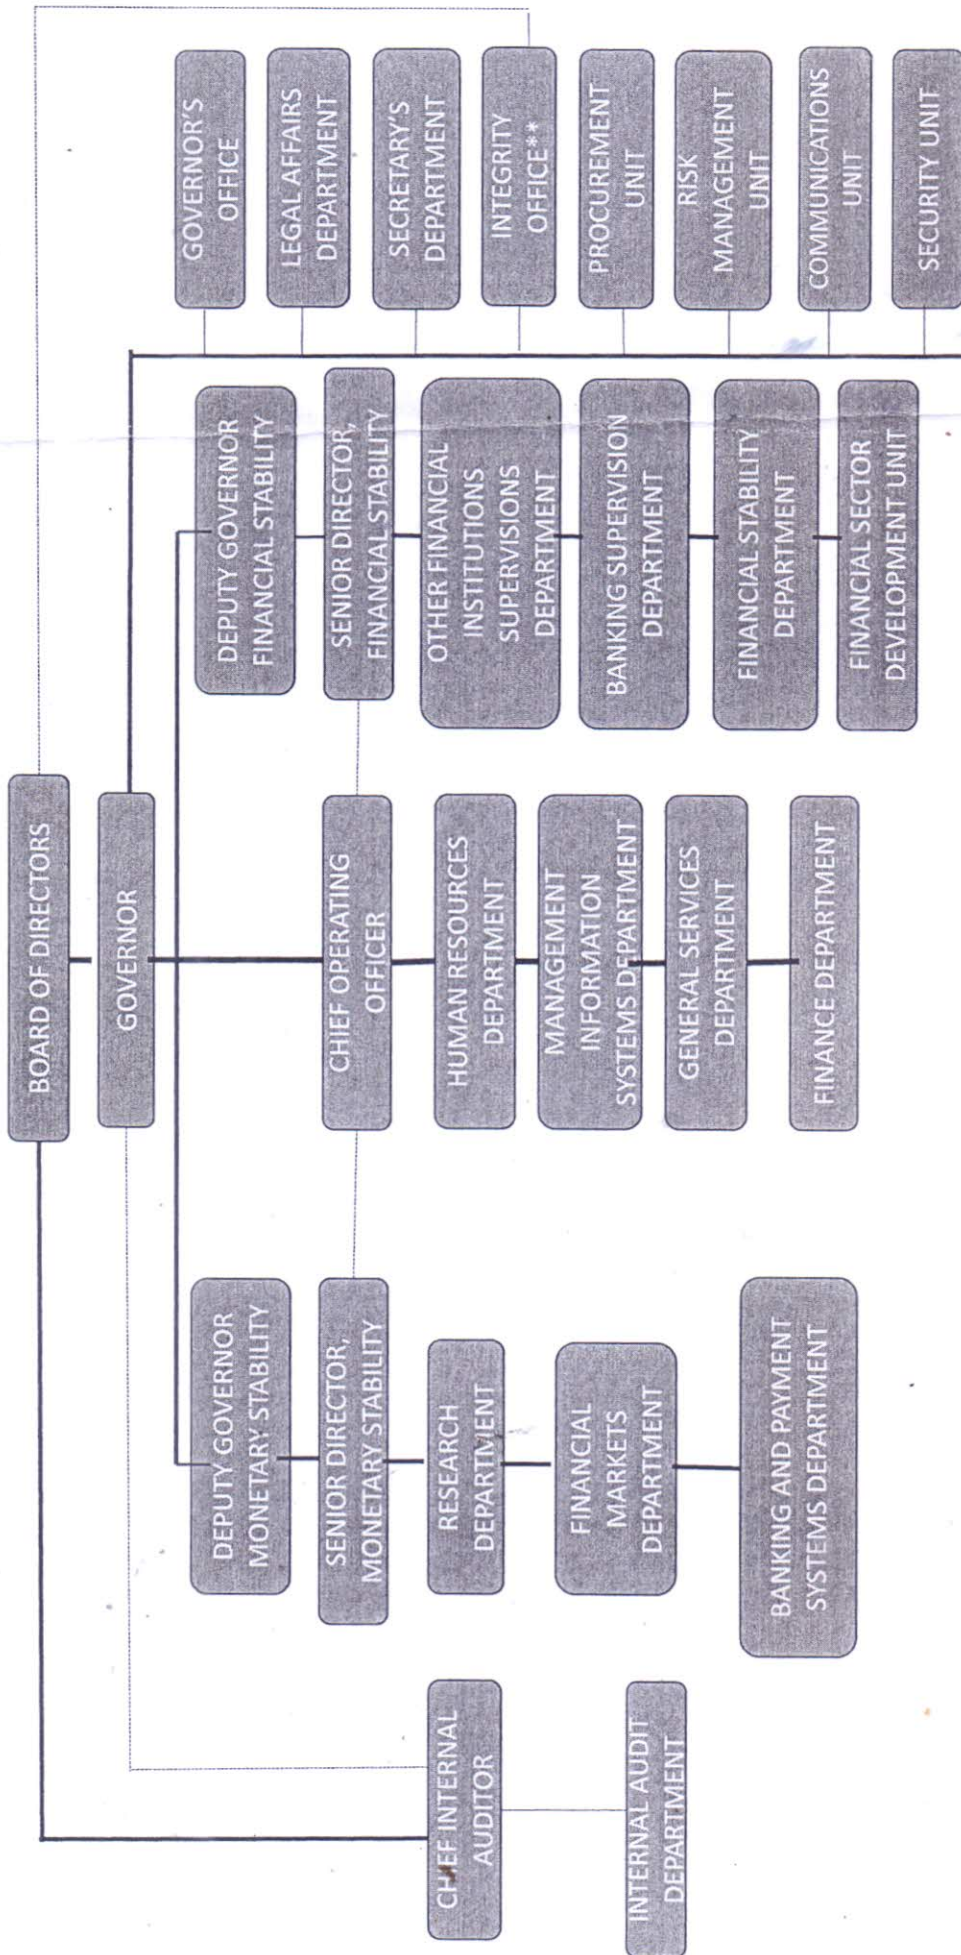 BOARD OF DIRECTORS
GOVERNOR
CHIEF INTERNAL
AUDITOR
INTERNAL AUDIT
DEPARTMENT
DEPUTY GOVERNOR
MONETARY STABILITY
SENIOR DIRECTOR,
MONETARY STABILITY
RESEARCH
DEPARTMENT
FINANCIAL
MARKETS
DEPARTMENT
BANKING AND PAYMENT
SYSTEMS DEPARTMENT
CHIEF OPERATING
OFFICER
HUMAN RESOURCES
DEPARTMENT
MANAGEMENT
INFORMATION
SYSTEMS DEPARTMENT
GENERAL SERVICES
DEPARTMENT
FINANCE DEPARTMENT
DEPUTY GOVERNOR
FINANCIAL STABILITY
SENIOR DIRECTOR,
FINANCIAL STABILITY
OTHER FINANCIAL
INSTITUTIONS
SUPERVISIONS
DEPARTMENT
BANKING SUPERVISION
DEPARTMENT
FINANCIAL STABILITY
DEPARTMENT
FINANCIAL SECTOR
DEVELOPMENT UNIT
GOVERNOR'S
OFFICE
LEGAL AFFAIRS
DEPARTMENT
SECRETARY'S
DEPARTMENT
INTEGRITY
OFFICE**
PROCUREMENT
UNIT
RISK
MANAGEMENT
UNIT
COMMUNICATIONS
UNIT
SECURITY UNIT